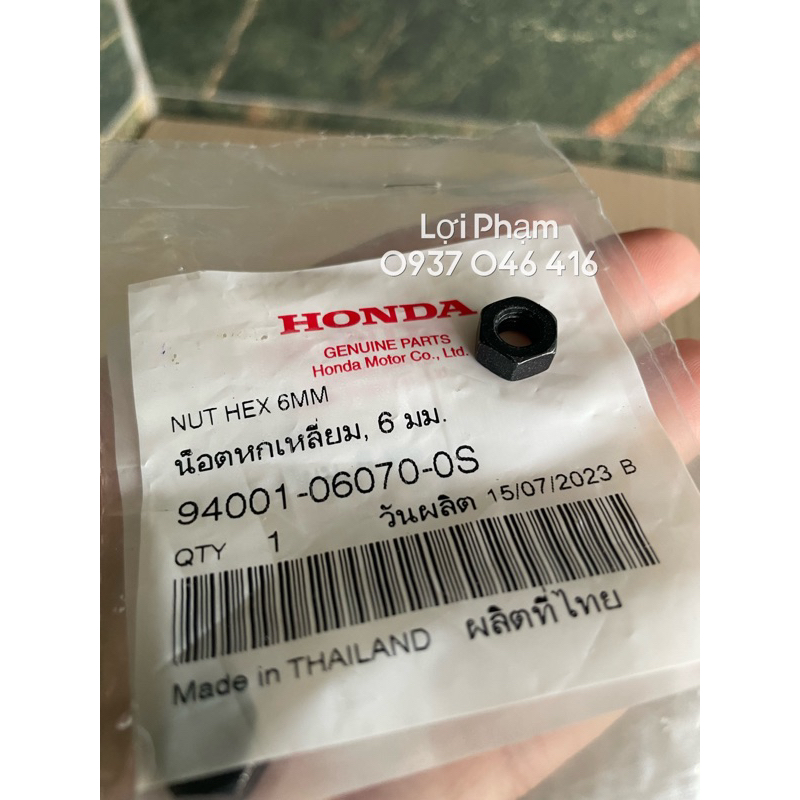 Lợi Phạm
0937 046 416
HONDA
GENUINE PARTS
Honda Motor Co., Ltd.
NUT HEX 6MM
น็อตหกเหลี่ยม, 6 มม.
94001-06070-0S
วันผลิต 15/07/2023 B
QTY 1
Made in THAILAND ผลิตที่ไทย